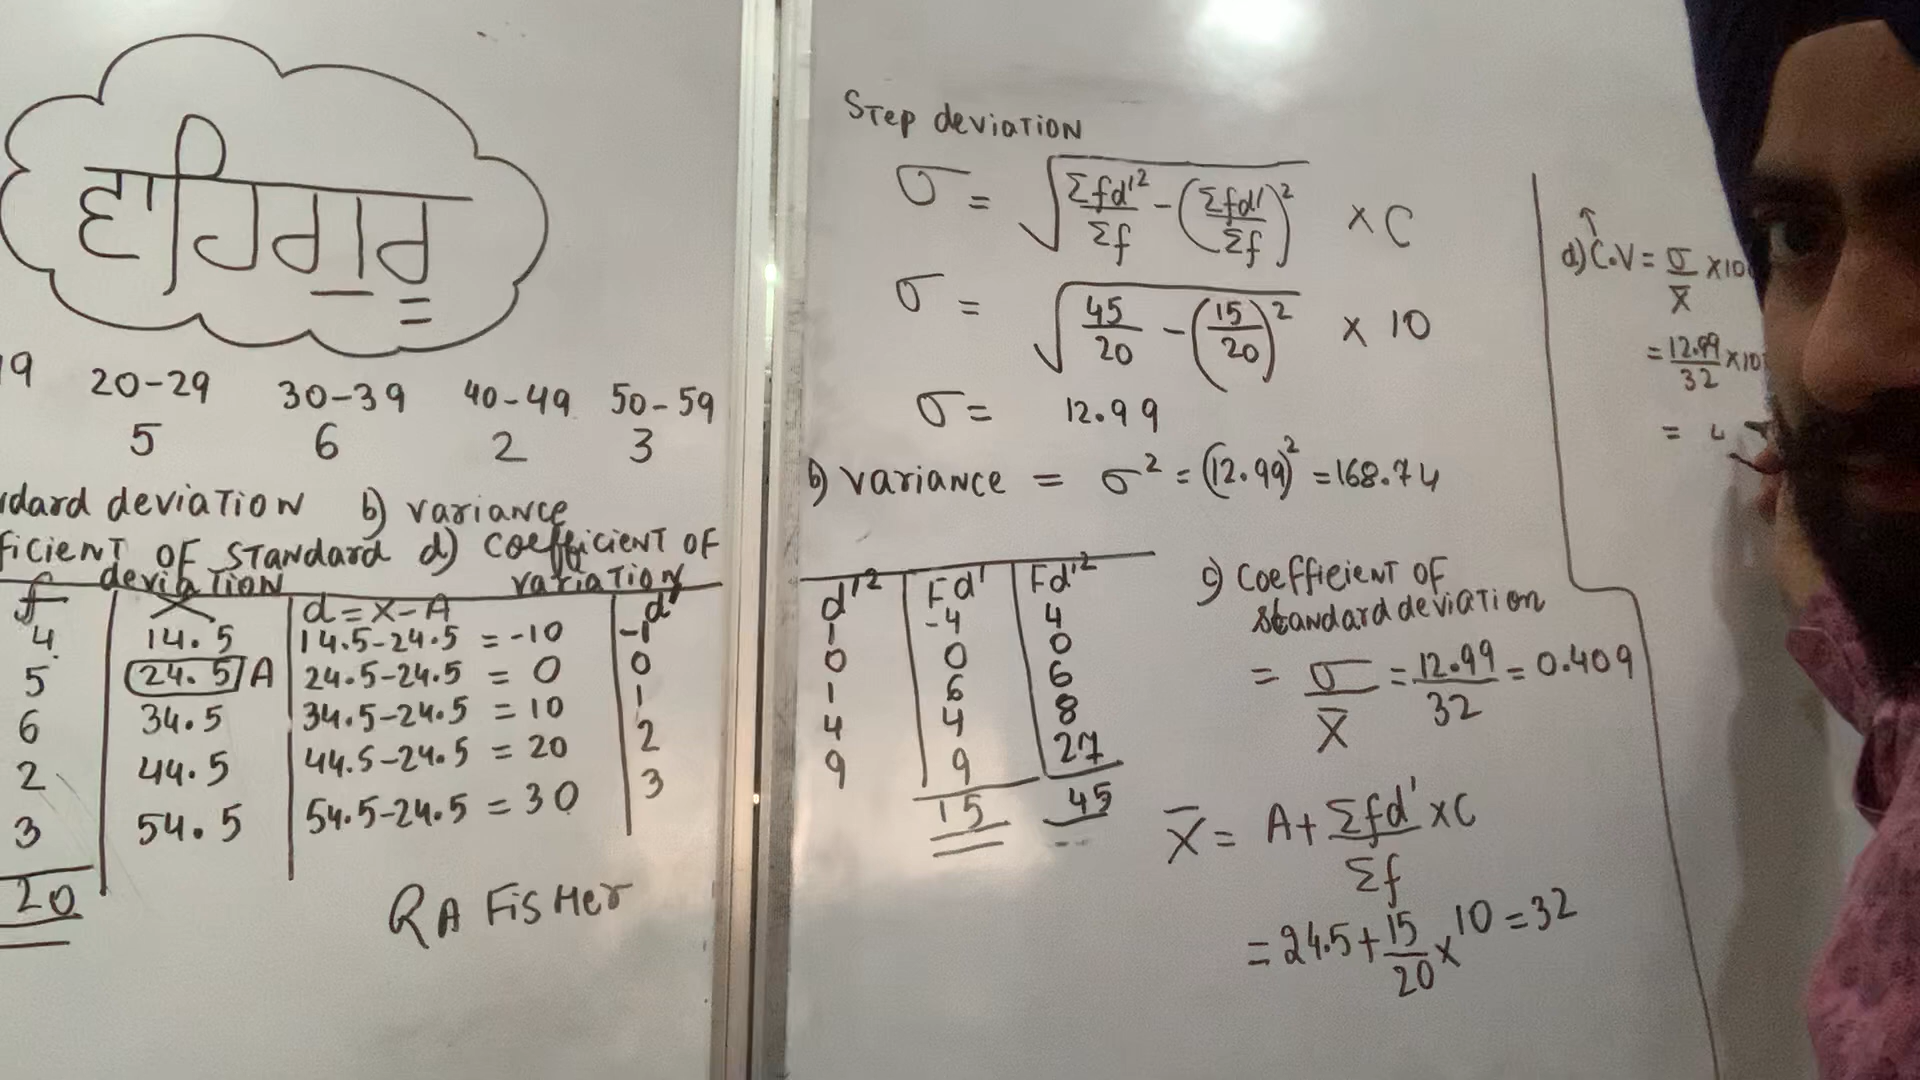 ਵਾਹਿਗੁਰੂ
19 20-29 30-39 40-49 50-59
5 6 2 3
dard deviation b) variance
ficient of standard deviation d) coefficient of variation
f X d = X-A d'
4 14.5 14.5-24.5 = -10 -1
5 24.5 A 24.5-24.5 = 0 0
6 34.5 34.5-24.5 = 10 1
2 44.5 44.5-24.5 = 20 2
3 54.5 54.5-24.5 = 30 3
20
RA Fisher
Step deviation
σ = √(Σfd'²/Σf - (Σfd'/Σf)²) × C
σ = √(45/20 - (15/20)²) × 10
σ = 12.99
b) variance = σ² = (12.99)² = 168.74
d'² Fd' Fd'²
1 -4 4
0 0 0
1 6 6
4 4 8
9 9 27
15 45
c) Coefficient of
standard deviation
= σ/X̄ = 12.99/32 = 0.409
X̄ = A + Σfd'/Σf × C
= 24.5 + 15/20 × 10 = 32
d) C.V = σ/X̄ × 10
= 12.99/32 × 10
= 4